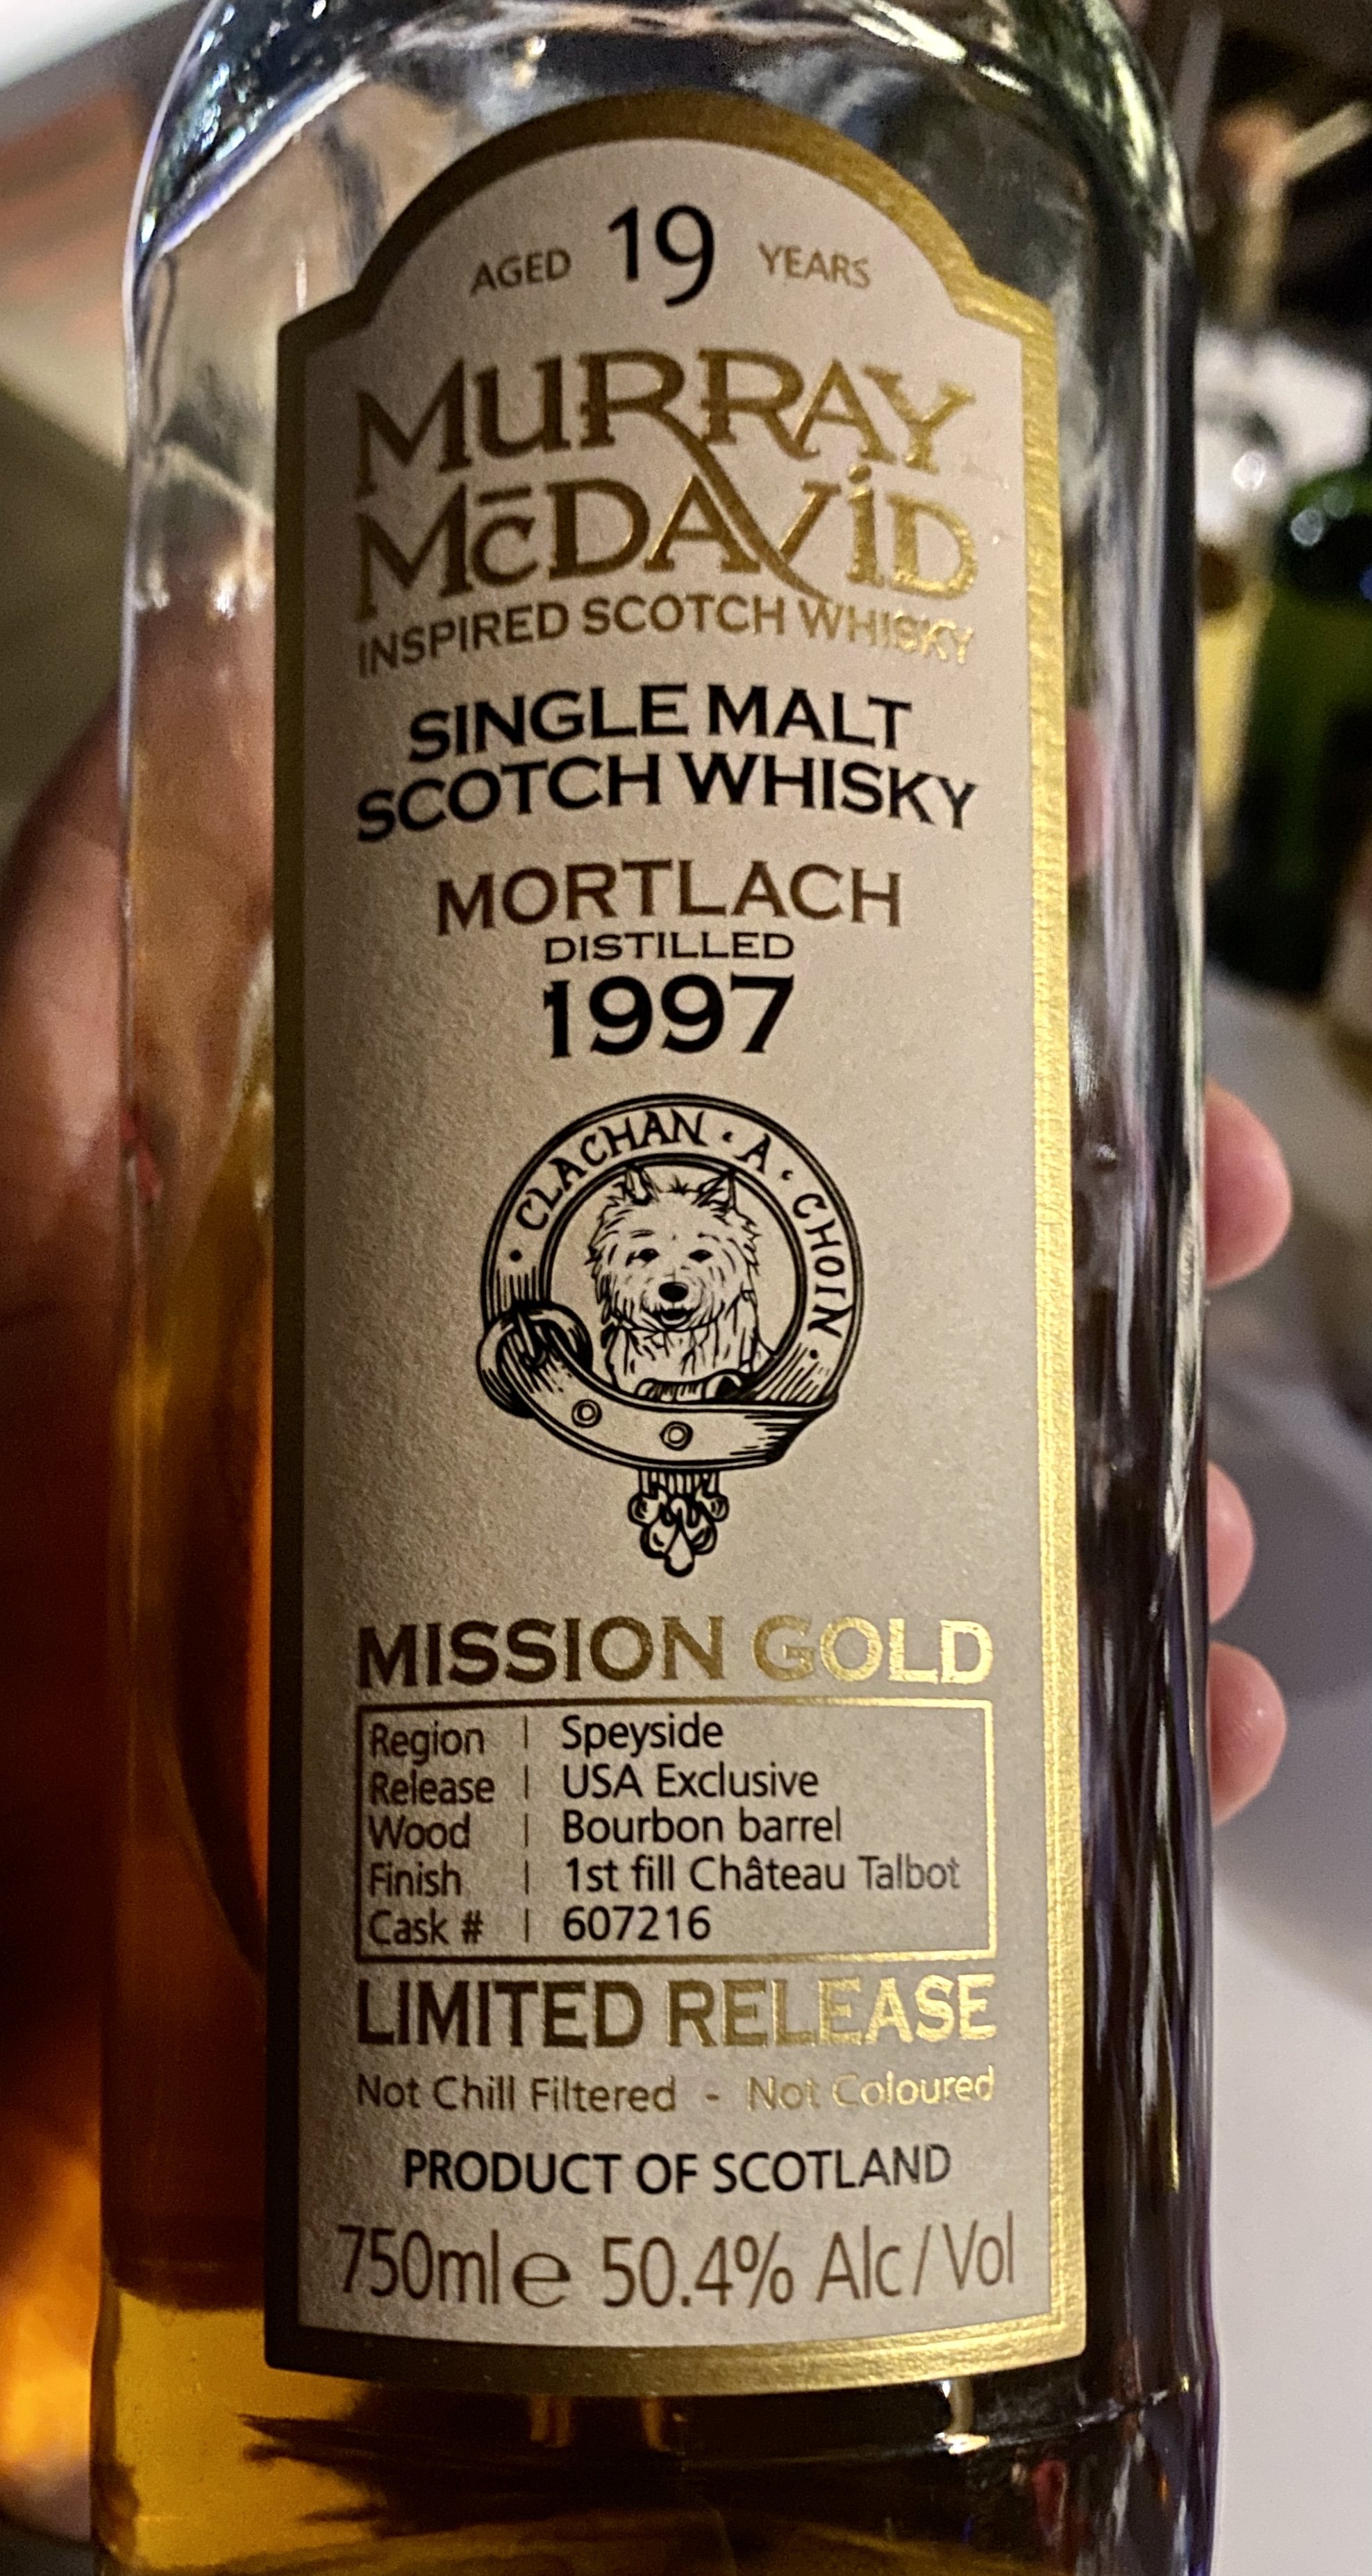 AGED 19 YEARS
MURRAY
McDAVID
INSPIRED SCOTCH WHISKY
SINGLE MALT
SCOTCH WHISKY
MORTLACH
DISTILLED
1997
· CLACHAN · A · CHOIN ·
MISSION GOLD
Region | Speyside
Release | USA Exclusive
Wood | Bourbon barrel
Finish | 1st fill Château Talbot
Cask # | 607216
LIMITED RELEASE
Not Chill Filtered - Not Coloured
PRODUCT OF SCOTLAND
750ml e 50.4% Alc/Vol